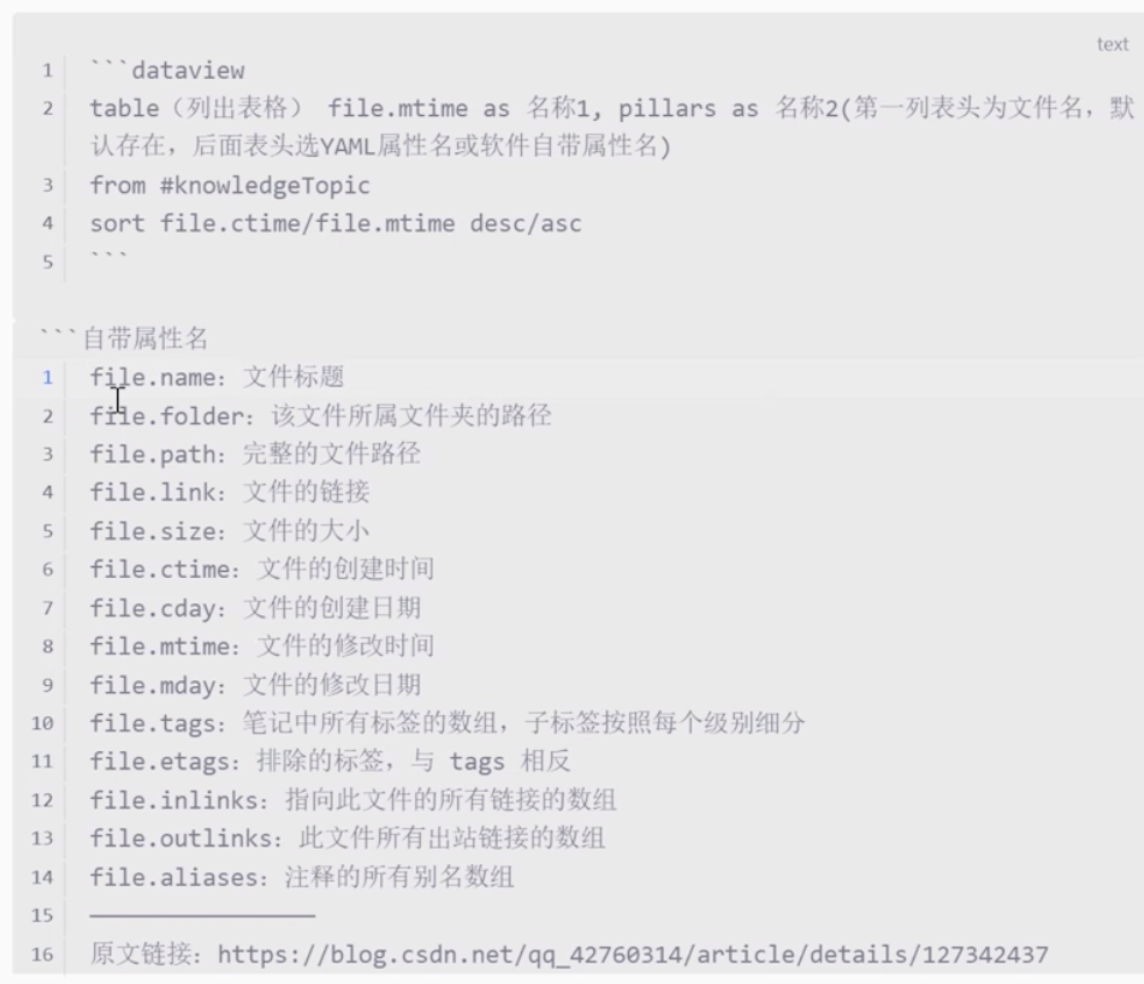 text
1 ```dataview
2 table（列出表格） file.mtime as 名称1, pillars as 名称2(第一列表头为文件名，默
认存在，后面表头选YAML属性名或软件自带属性名)
3 from #knowledgeTopic
4 sort file.ctime/file.mtime desc/asc
5 ```
```自带属性名
1 file.name：文件标题
2 file.folder：该文件所属文件夹的路径
3 file.path：完整的文件路径
4 file.link：文件的链接
5 file.size：文件的大小
6 file.ctime：文件的创建时间
7 file.cday：文件的创建日期
8 file.mtime：文件的修改时间
9 file.mday：文件的修改日期
10 file.tags：笔记中所有标签的数组，子标签按照每个级别细分
11 file.etags：排除的标签，与 tags 相反
12 file.inlinks：指向此文件的所有链接的数组
13 file.outlinks：此文件所有出站链接的数组
14 file.aliases：注释的所有别名数组
15 ————————————————
16 原文链接：https://blog.csdn.net/qq_42760314/article/details/127342437